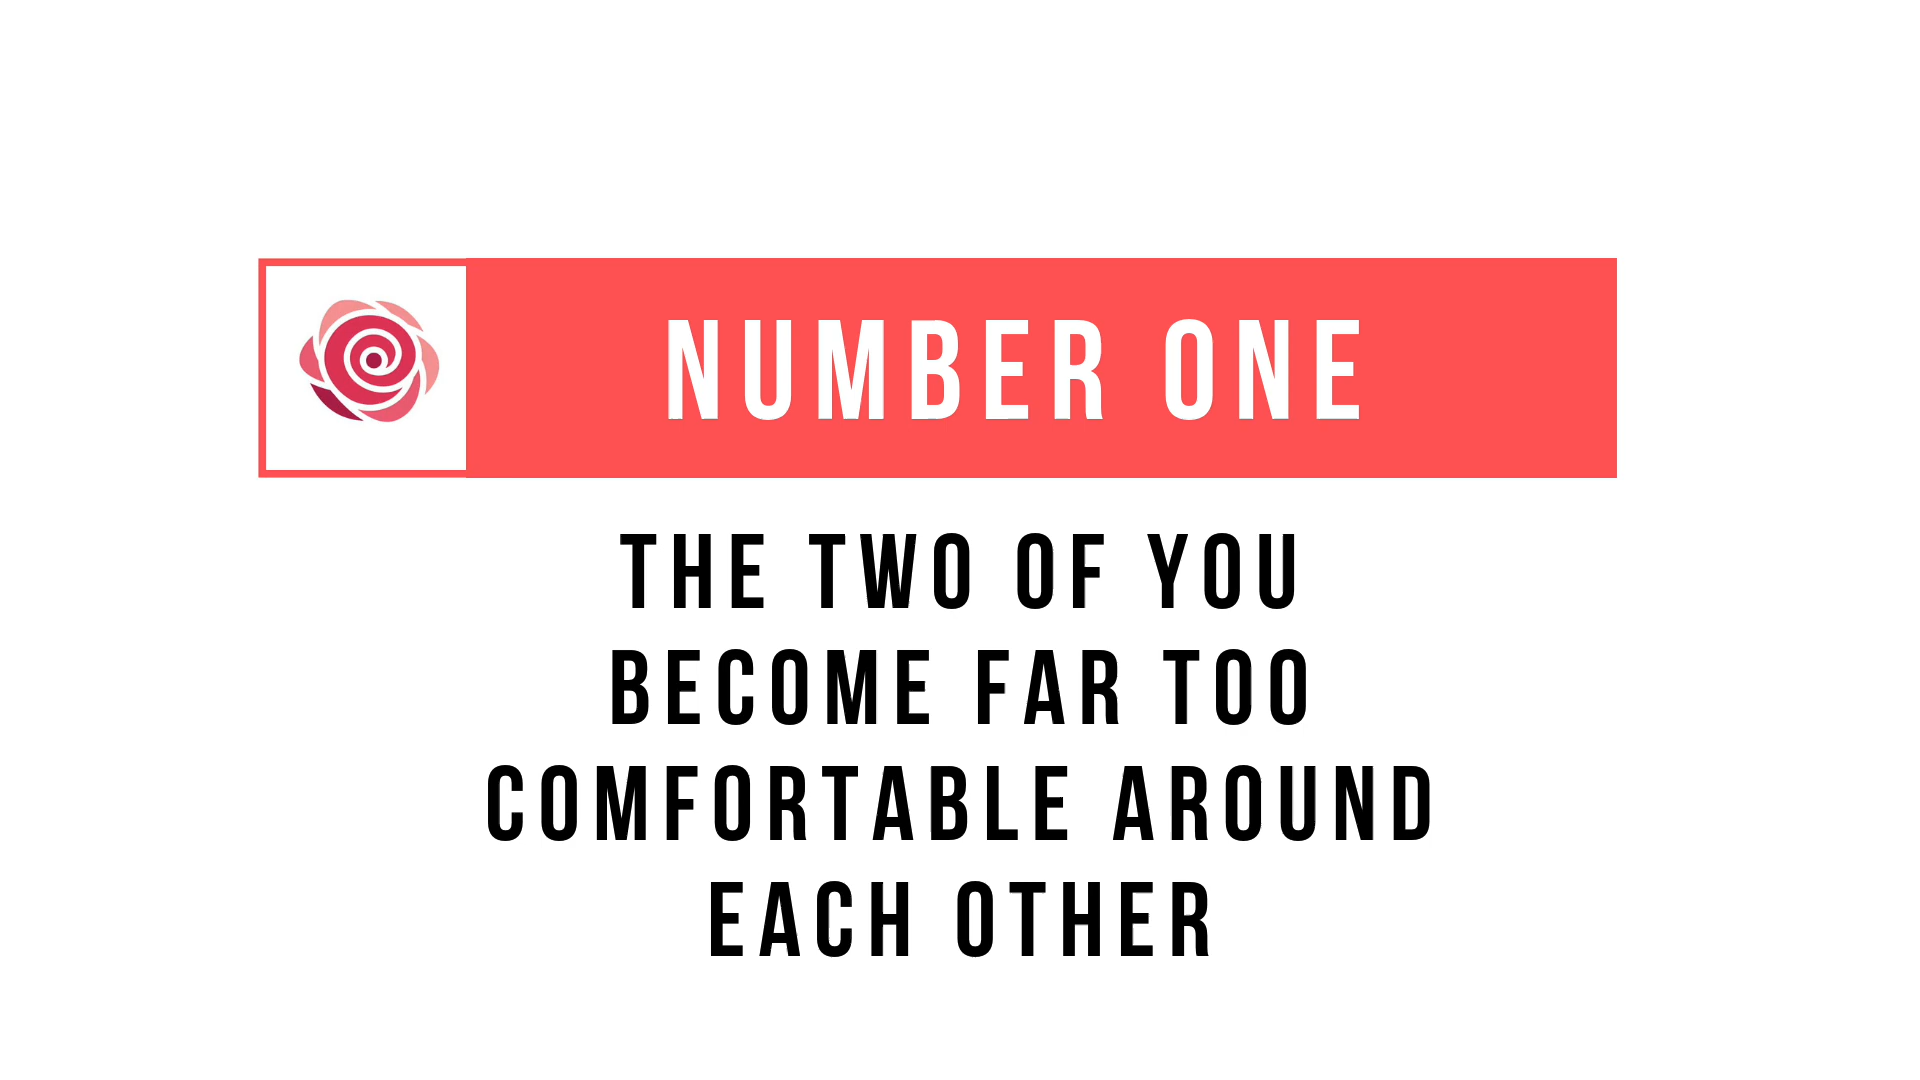 NUMBER ONE
THE TWO OF YOU
BECOME FAR TOO
COMFORTABLE AROUND
EACH OTHER